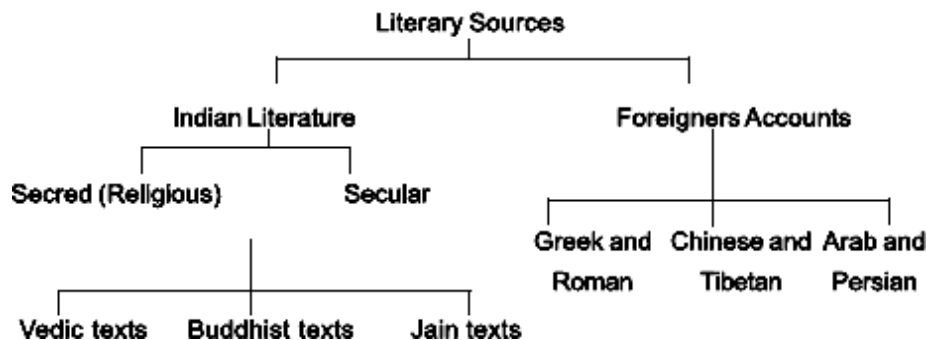 Literary Sources
Indian Literature
Foreigners Accounts
Secred (Religious)
Secular
Greek and
Roman
Chinese and
Tibetan
Arab and
Persian
Vedic texts
Buddhist texts
Jain texts